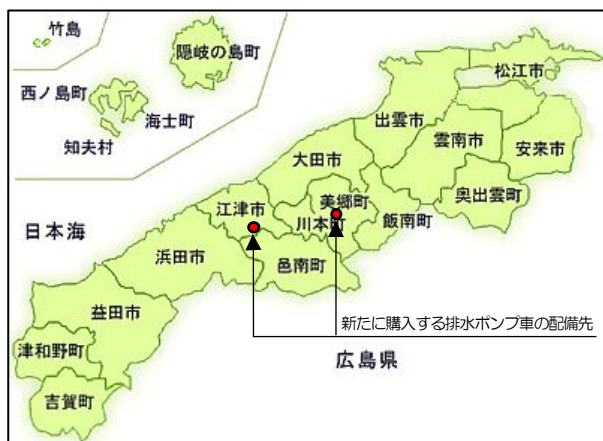 竹島
隠岐の島町
西ノ島町
海士町
知夫村
松江市
出雲市
雲南市
安来市
大田市
奥出雲町
美郷町
江津市
川本町
飯南町
日本海
浜田市
邑南町
益田市
新たに購入する排水ポンプ車の配備先
津和野町
広島県
吉賀町